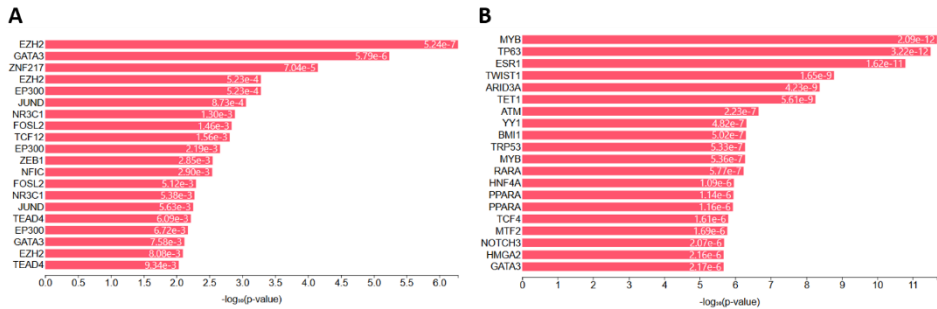 A
EZH2 5.24e-7
GATA3 5.79e-6
ZNF217 7.04e-5
EZH2 5.23e-4
EP300 5.23e-4
JUND 8.73e-4
NR3C1 1.30e-3
FOSL2 1.46e-3
TCF12 1.56e-3
EP300 2.19e-3
ZEB1 2.85e-3
NFIC 2.90e-3
FOSL2 5.12e-3
NR3C1 5.38e-3
JUND 5.63e-3
TEAD4 6.09e-3
EP300 6.72e-3
GATA3 7.58e-3
EZH2 8.08e-3
TEAD4 9.34e-3
0.0 0.5 1.0 1.5 2.0 2.5 3.0 3.5 4.0 4.5 5.0 5.5 6.0
-log₁₀(p-value)
B
MYB 2.09e-12
TP63 3.22e-12
ESR1 1.62e-11
TWIST1 1.65e-9
ARID3A 4.23e-9
TET1 5.61e-9
ATM 2.23e-7
YY1 4.82e-7
BMI1 5.02e-7
TRP53 5.33e-7
MYB 5.36e-7
RARA 5.77e-7
HNF4A 1.09e-6
PPARA 1.14e-6
PPARA 1.16e-6
TCF4 1.61e-6
MTF2 1.69e-6
NOTCH3 2.07e-6
HMGA2 2.16e-6
GATA3 2.17e-6
0 1 2 3 4 5 6 7 8 9 10 11
-log₁₀(p-value)